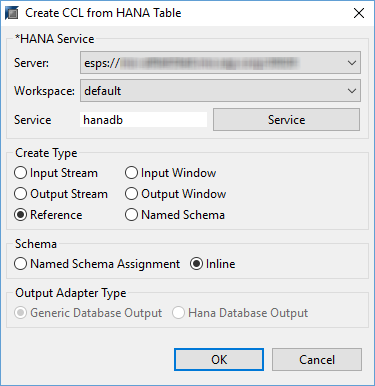 Create CCL from HANA Table
*HANA Service
Server: esps://
Workspace: default
Service hanadb Service
Create Type
Input Stream Input Window
Output Stream Output Window
Reference Named Schema
Schema
Named Schema Assignment Inline
Output Adapter Type
Generic Database Output Hana Database Output
OK Cancel